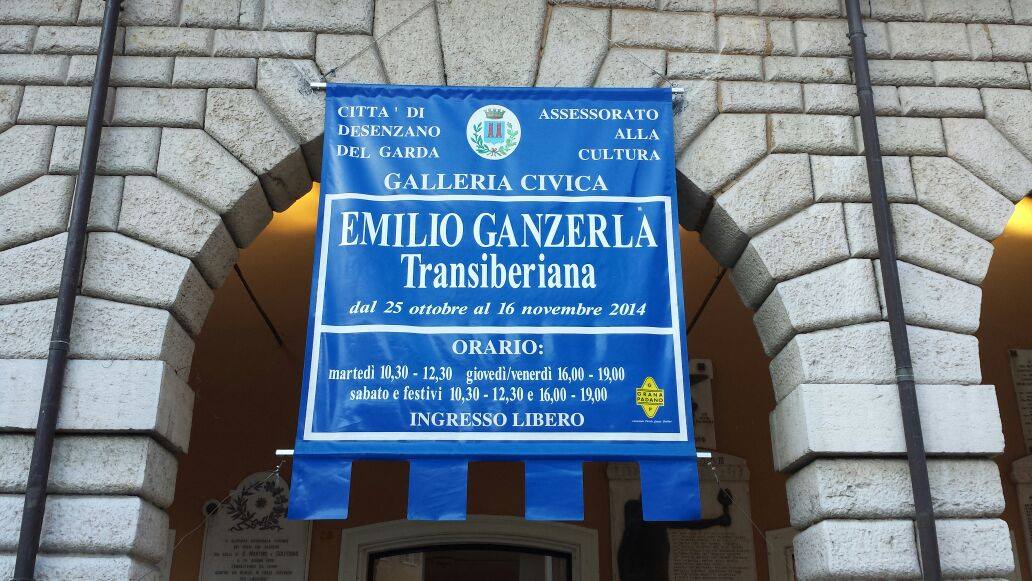 CITTA' DI
DESENZANO
DEL GARDA
ASSESSORATO
ALLA
CULTURA
GALLERIA CIVICA
EMILIO GANZERLA
Transiberiana
dal 25 ottobre al 16 novembre 2014
ORARIO:
martedì 10,30 - 12,30 giovedì/venerdì 16,00 - 19,00
sabato e festivi 10,30 - 12,30 e 16,00 - 19,00
INGRESSO LIBERO
G
GRANA
PADANO
P
S. MARTINO e SOLFERINO